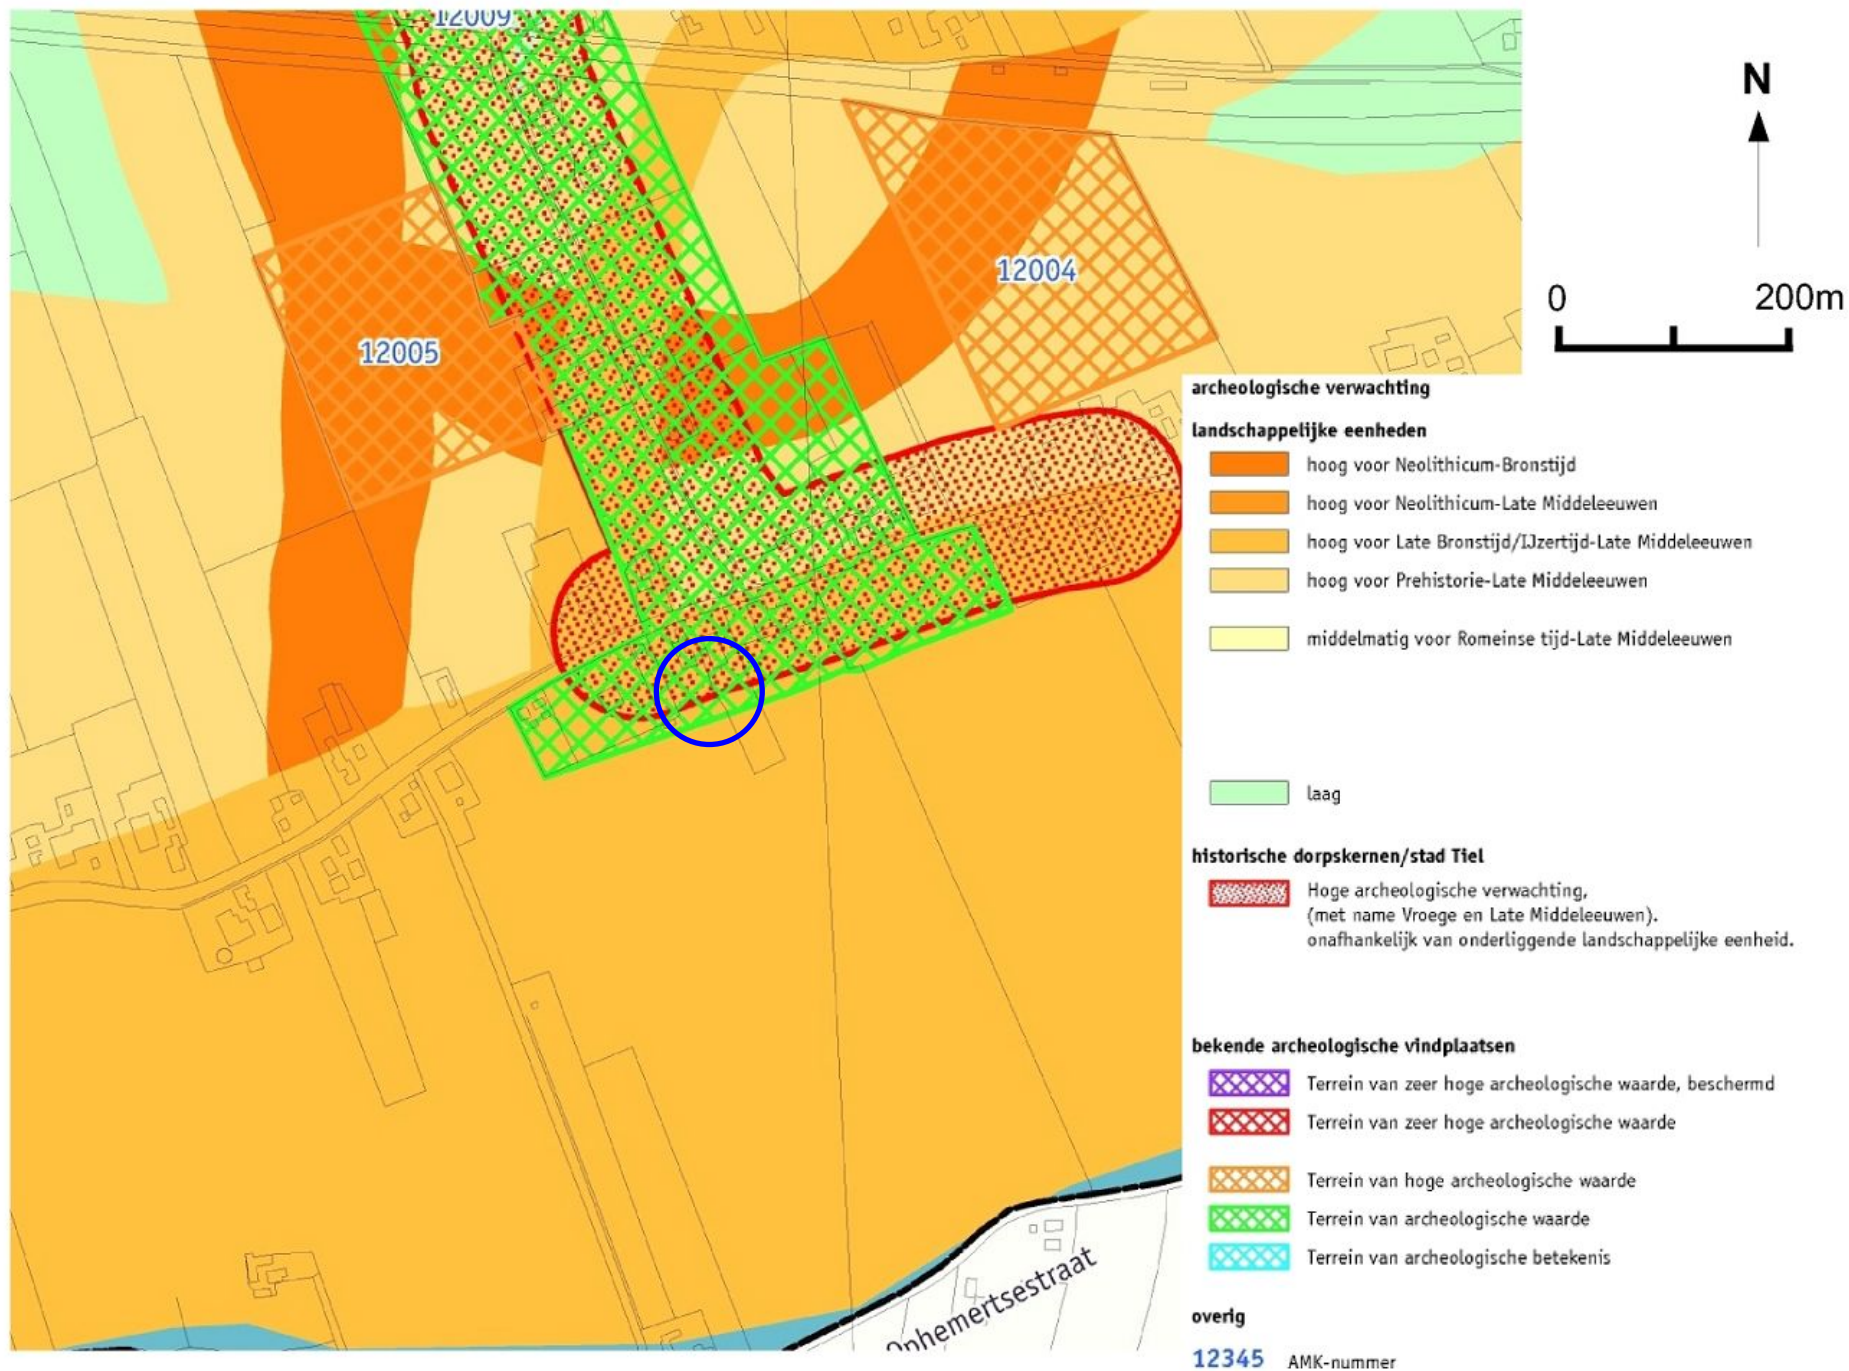 12009
N
12004
0 200m
12005
archeologische verwachting
landschappelijke eenheden
hoog voor Neolithicum-Bronstijd
hoog voor Neolithicum-Late Middeleeuwen
hoog voor Late Bronstijd/IJzertijd-Late Middeleeuwen
hoog voor Prehistorie-Late Middeleeuwen
middelmatig voor Romeinse tijd-Late Middeleeuwen
laag
historische dorpskernen/stad Tiel
Hoge archeologische verwachting,
(met name Vroege en Late Middeleeuwen).
onafhankelijk van onderliggende landschappelijke eenheid.
bekende archeologische vindplaatsen
Terrein van zeer hoge archeologische waarde, beschermd
Terrein van zeer hoge archeologische waarde
Terrein van hoge archeologische waarde
Terrein van archeologische waarde
Terrein van archeologische betekenis
Ophemertsestraat
overig
12345 AMK-nummer